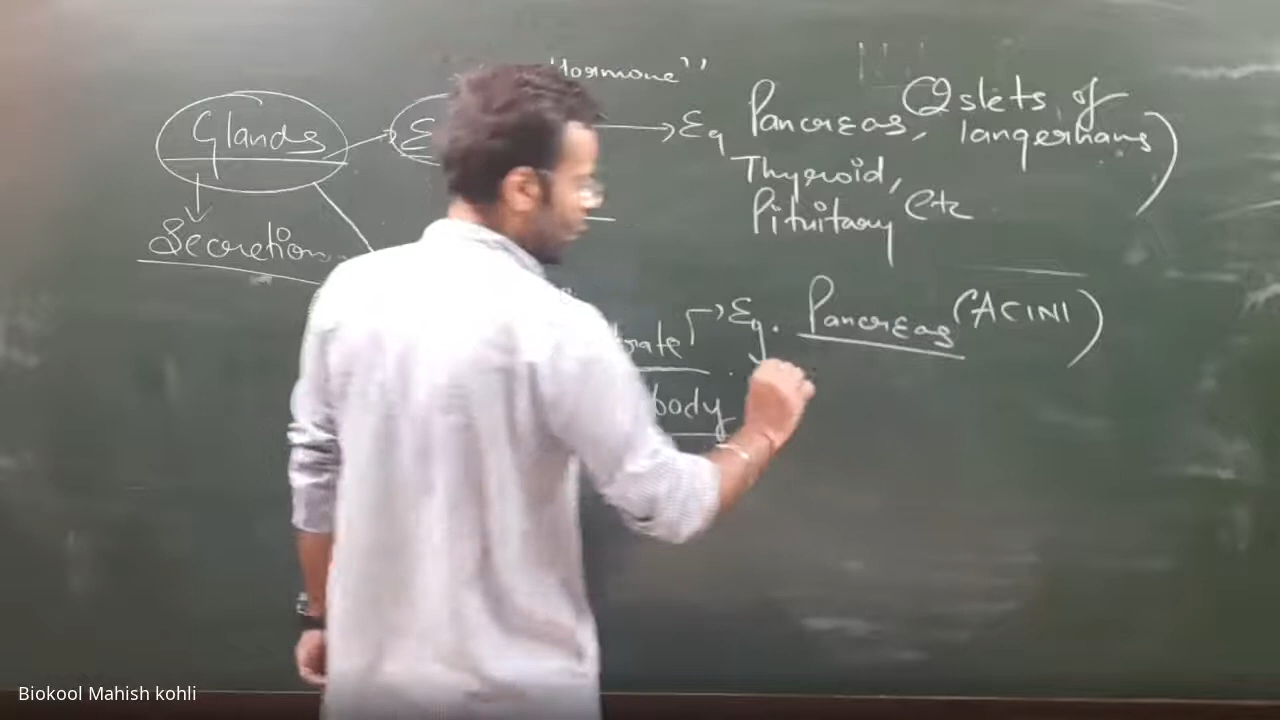 Hormone"
Glands → E → Eg Pancreas, (Islets of
langerhans)
Thyroid,
Pituitary etc
Secretion
Eg. Pancreas (ACINI)
body
Biokool Mahish kohli